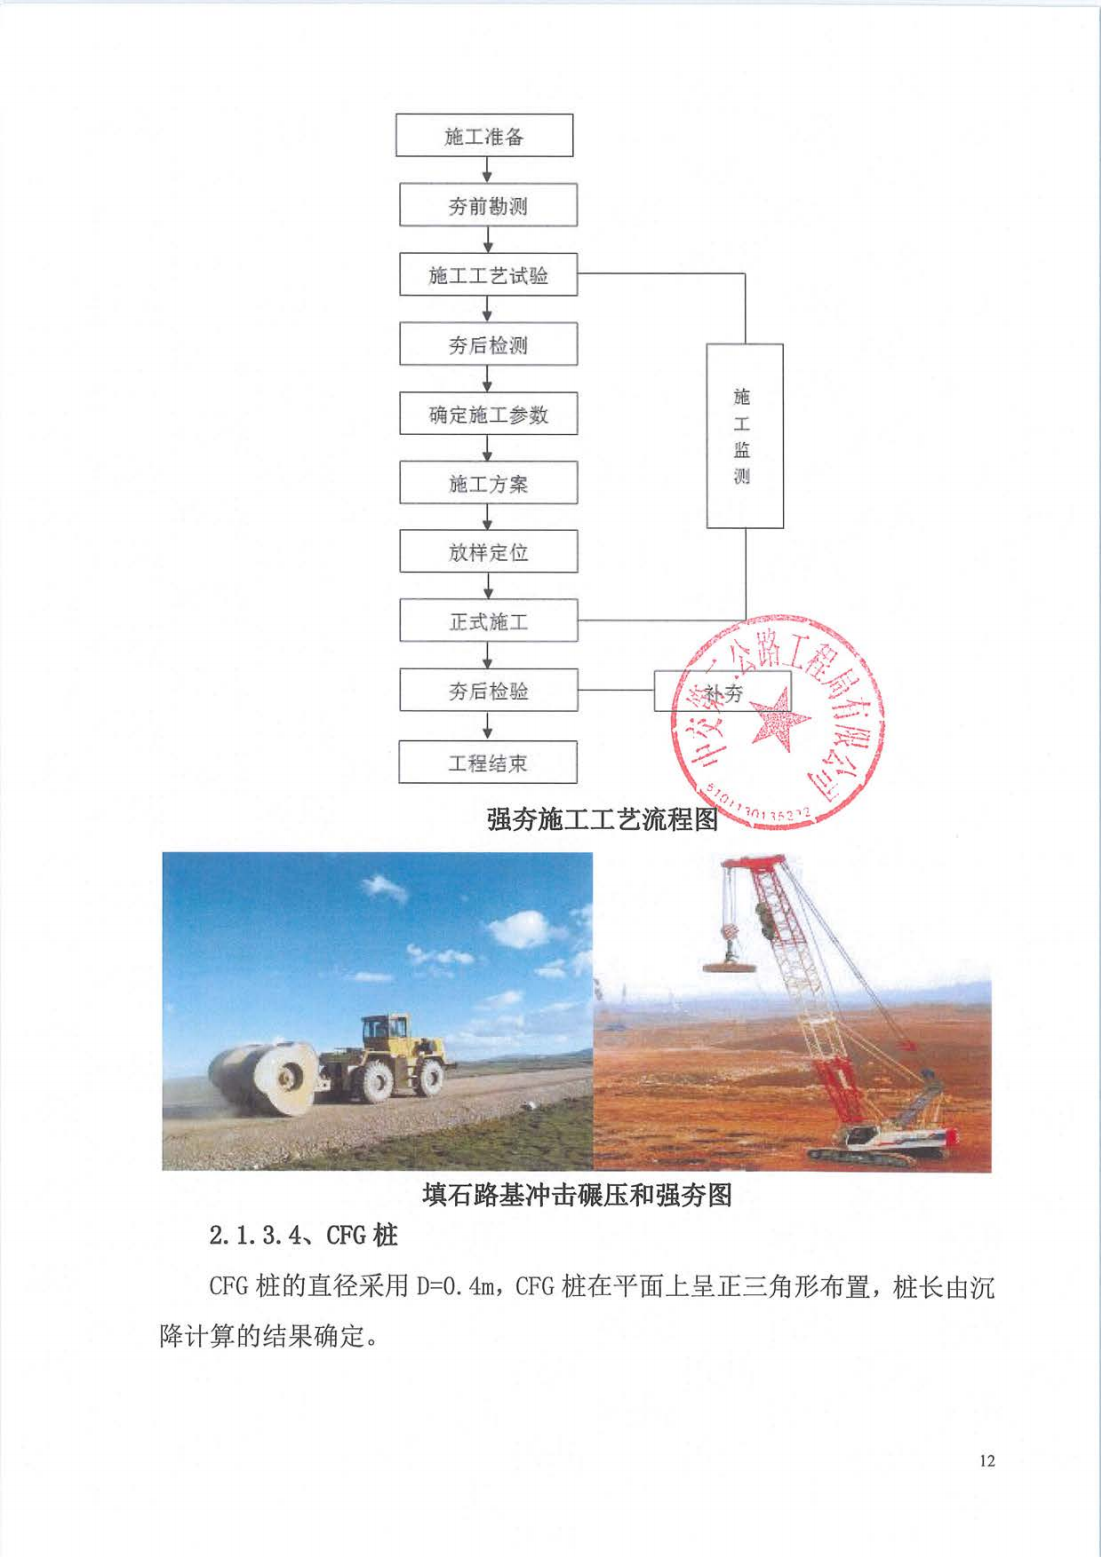 施工准备
夯前勘测
施工工艺试验
夯后检测
确定施工参数
施工监测
施工方案
放样定位
正式施工
夯后检验
补夯
工程结束
中交第二公路工程局有限公司
6101130135222
强夯施工工艺流程图
填石路基冲击碾压和强夯图
2.1.3.4、CFG 桩
CFG 桩的直径采用 D=0.4m，CFG 桩在平面上呈正三角形布置，桩长由沉
降计算的结果确定。
12